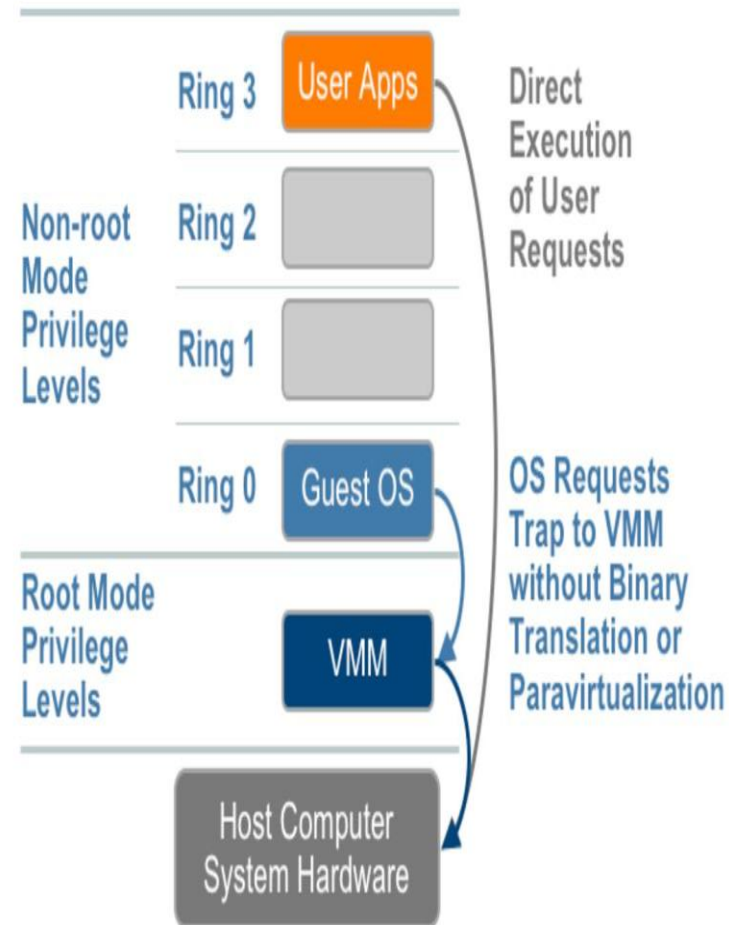 Ring 3
User Apps
Direct
Execution
of User
Requests
Non-root
Mode
Privilege
Levels
Ring 2
Ring 1
Ring 0
Guest OS
OS Requests
Trap to VMM
without Binary
Translation or
Paravirtualization
Root Mode
Privilege
Levels
VMM
Host Computer
System Hardware